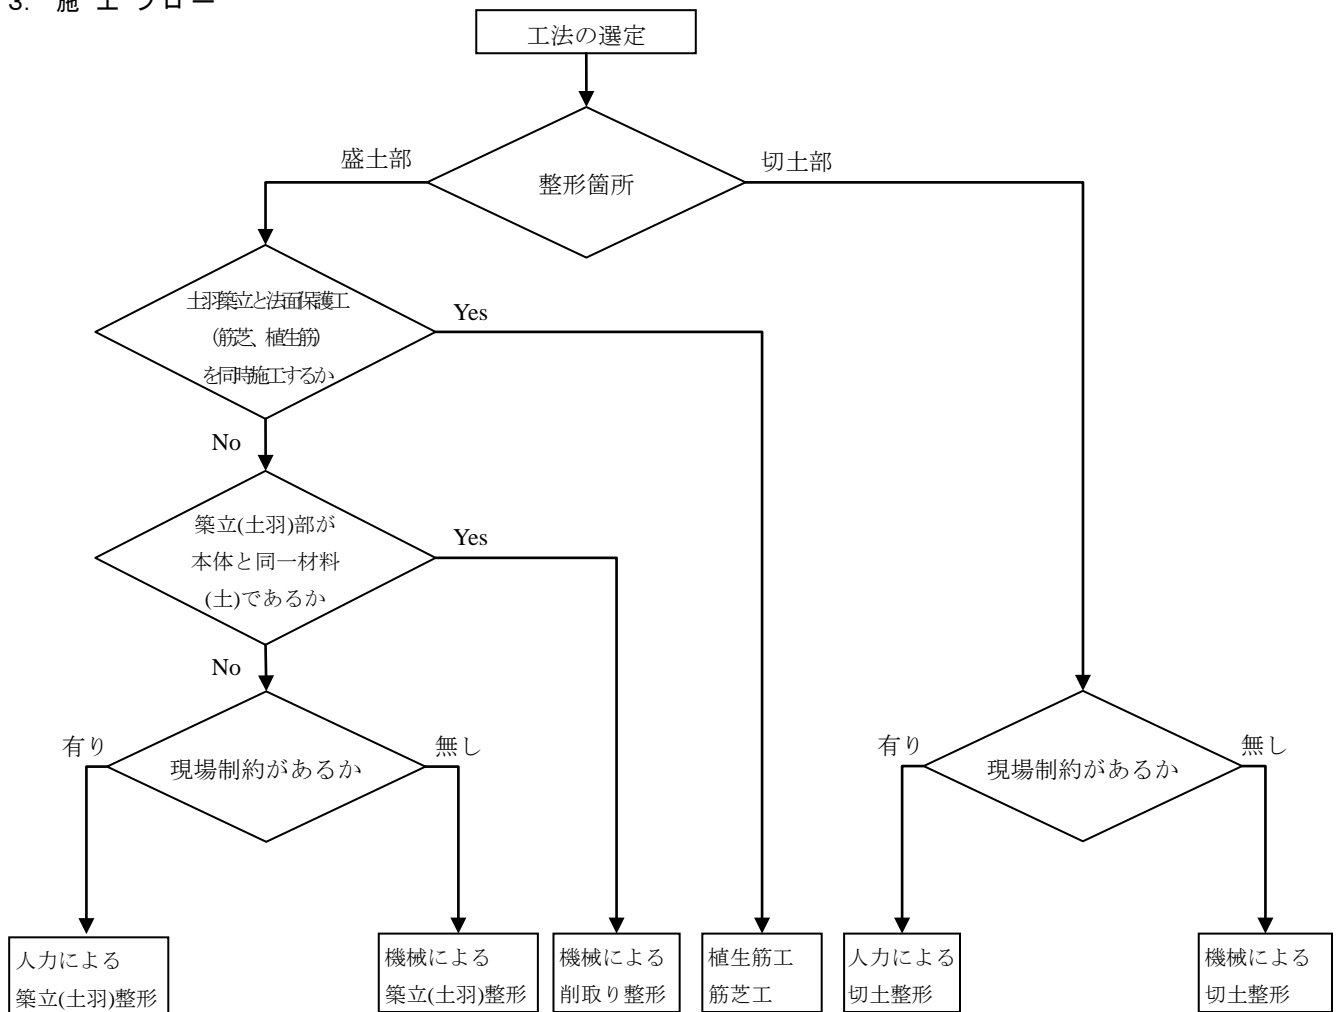 3. 施 工 フロー
工法の選定
盛土部
切土部
整形箇所
土羽築立と法面保護工
(筋芝、植生筋)
を同時施工するか
Yes
No
築立(土羽)部が
本体と同一材料
(土)であるか
Yes
No
有り
現場制約があるか
無し
有り
現場制約があるか
無し
人力による
築立(土羽)整形
機械による
築立(土羽)整形
機械による
削取り整形
植生筋工
筋芝工
人力による
切土整形
機械による
切土整形